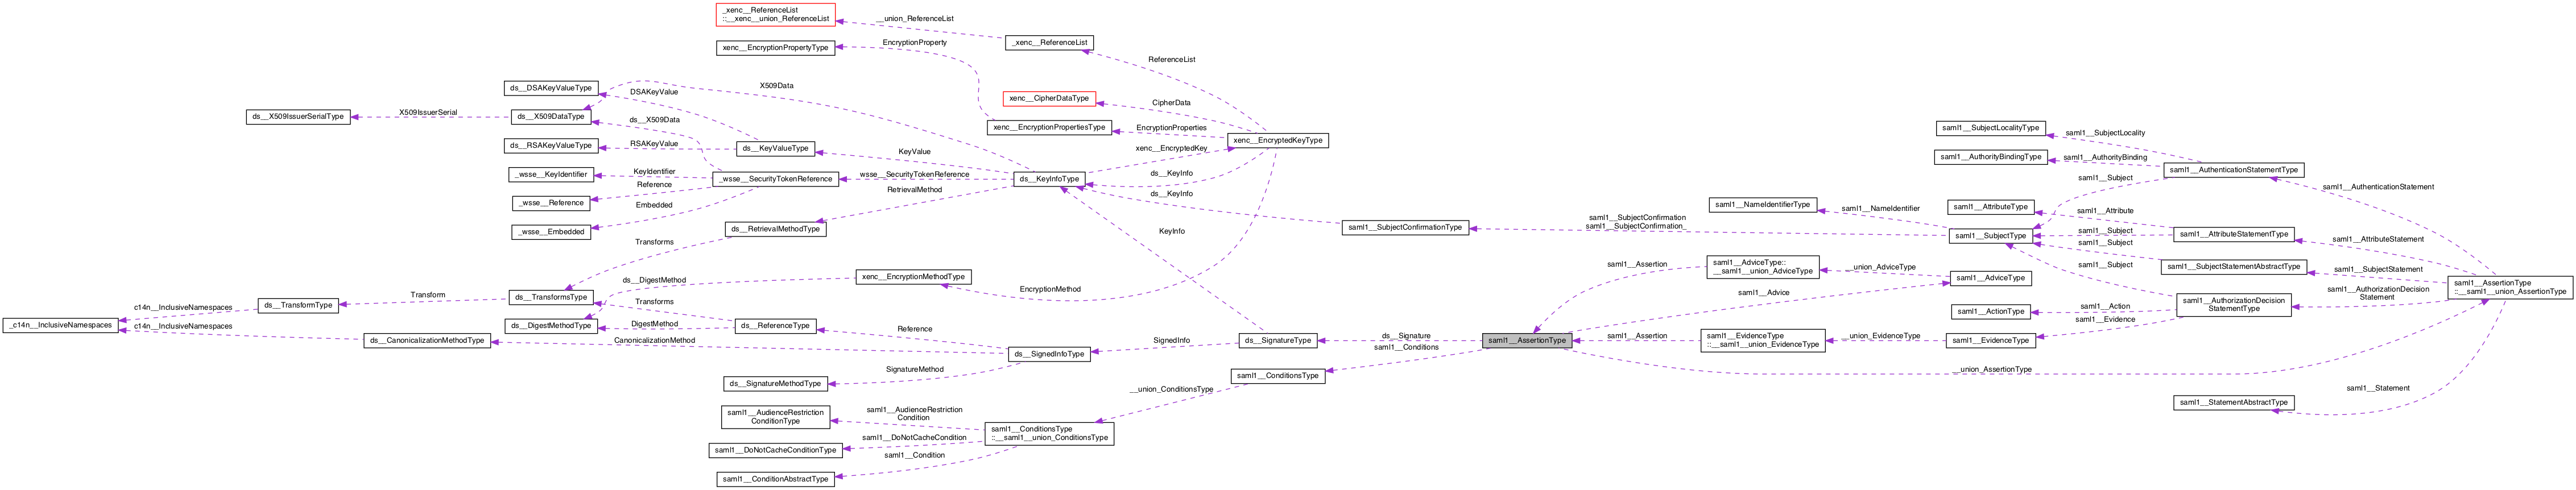 _xenc__ReferenceList
::__xenc__union_ReferenceList
__union_ReferenceList
xenc__EncryptionPropertyType
EncryptionProperty
_xenc__ReferenceList
ReferenceList
ds__DSAKeyValueType
DSAKeyValue
X509Data
xenc__CipherDataType
CipherData
ds__X509IssuerSerialType
X509IssuerSerial
ds__X509DataType
ds__X509Data
xenc__EncryptionPropertiesType
EncryptionProperties
xenc__EncryptedKeyType
ds__RSAKeyValueType
RSAKeyValue
ds__KeyValueType
KeyValue
xenc__EncryptedKey
_wsse__KeyIdentifier
KeyIdentifier
_wsse__SecurityTokenReference
wsse__SecurityTokenReference
ds__KeyInfoType
ds__KeyInfo
ds__KeyInfo
_wsse__Reference
Reference
RetrievalMethod
_wsse__Embedded
Embedded
ds__RetrievalMethodType
Transforms
KeyInfo
saml1__SubjectConfirmationType
saml1__SubjectConfirmation
saml1__SubjectConfirmation_
saml1__NameIdentifierType
saml1__NameIdentifier
saml1__SubjectType
saml1__SubjectLocalityType
saml1__SubjectLocality
saml1__AuthorityBindingType
saml1__AuthorityBinding
saml1__AuthenticationStatementType
saml1__AuthenticationStatement
saml1__Subject
saml1__AttributeType
saml1__Attribute
saml1__Subject
saml1__AttributeStatementType
saml1__AttributeStatement
saml1__Subject
saml1__SubjectStatementAbstractType
saml1__SubjectStatement
saml1__Subject
saml1__AdviceType::
__saml1__union_AdviceType
__union_AdviceType
saml1__AdviceType
saml1__Assertion
saml1__Advice
saml1__AuthorizationDecision
StatementType
saml1__AuthorizationDecision
Statement
saml1__AssertionType
::__saml1__union_AssertionType
xenc__EncryptionMethodType
ds__DigestMethod
EncryptionMethod
ds__TransformsType
Transforms
Transform
ds__TransformType
c14n__InclusiveNamespaces
_c14n__InclusiveNamespaces
c14n__InclusiveNamespaces
ds__CanonicalizationMethodType
CanonicalizationMethod
ds__DigestMethodType
DigestMethod
ds__ReferenceType
Reference
ds__SignedInfoType
SignedInfo
ds__SignatureType
ds__Signature
saml1__Conditions
saml1__AssertionType
saml1__Assertion
saml1__EvidenceType
::__saml1__union_EvidenceType
__union_EvidenceType
saml1__EvidenceType
saml1__Evidence
saml1__ActionType
saml1__Action
__union_AssertionType
ds__SignatureMethodType
SignatureMethod
saml1__ConditionsType
__union_ConditionsType
saml1__AudienceRestriction
ConditionType
saml1__AudienceRestriction
Condition
saml1__ConditionsType
::__saml1__union_ConditionsType
saml1__DoNotCacheConditionType
saml1__DoNotCacheCondition
saml1__ConditionAbstractType
saml1__Condition
saml1__StatementAbstractType
saml1__Statement